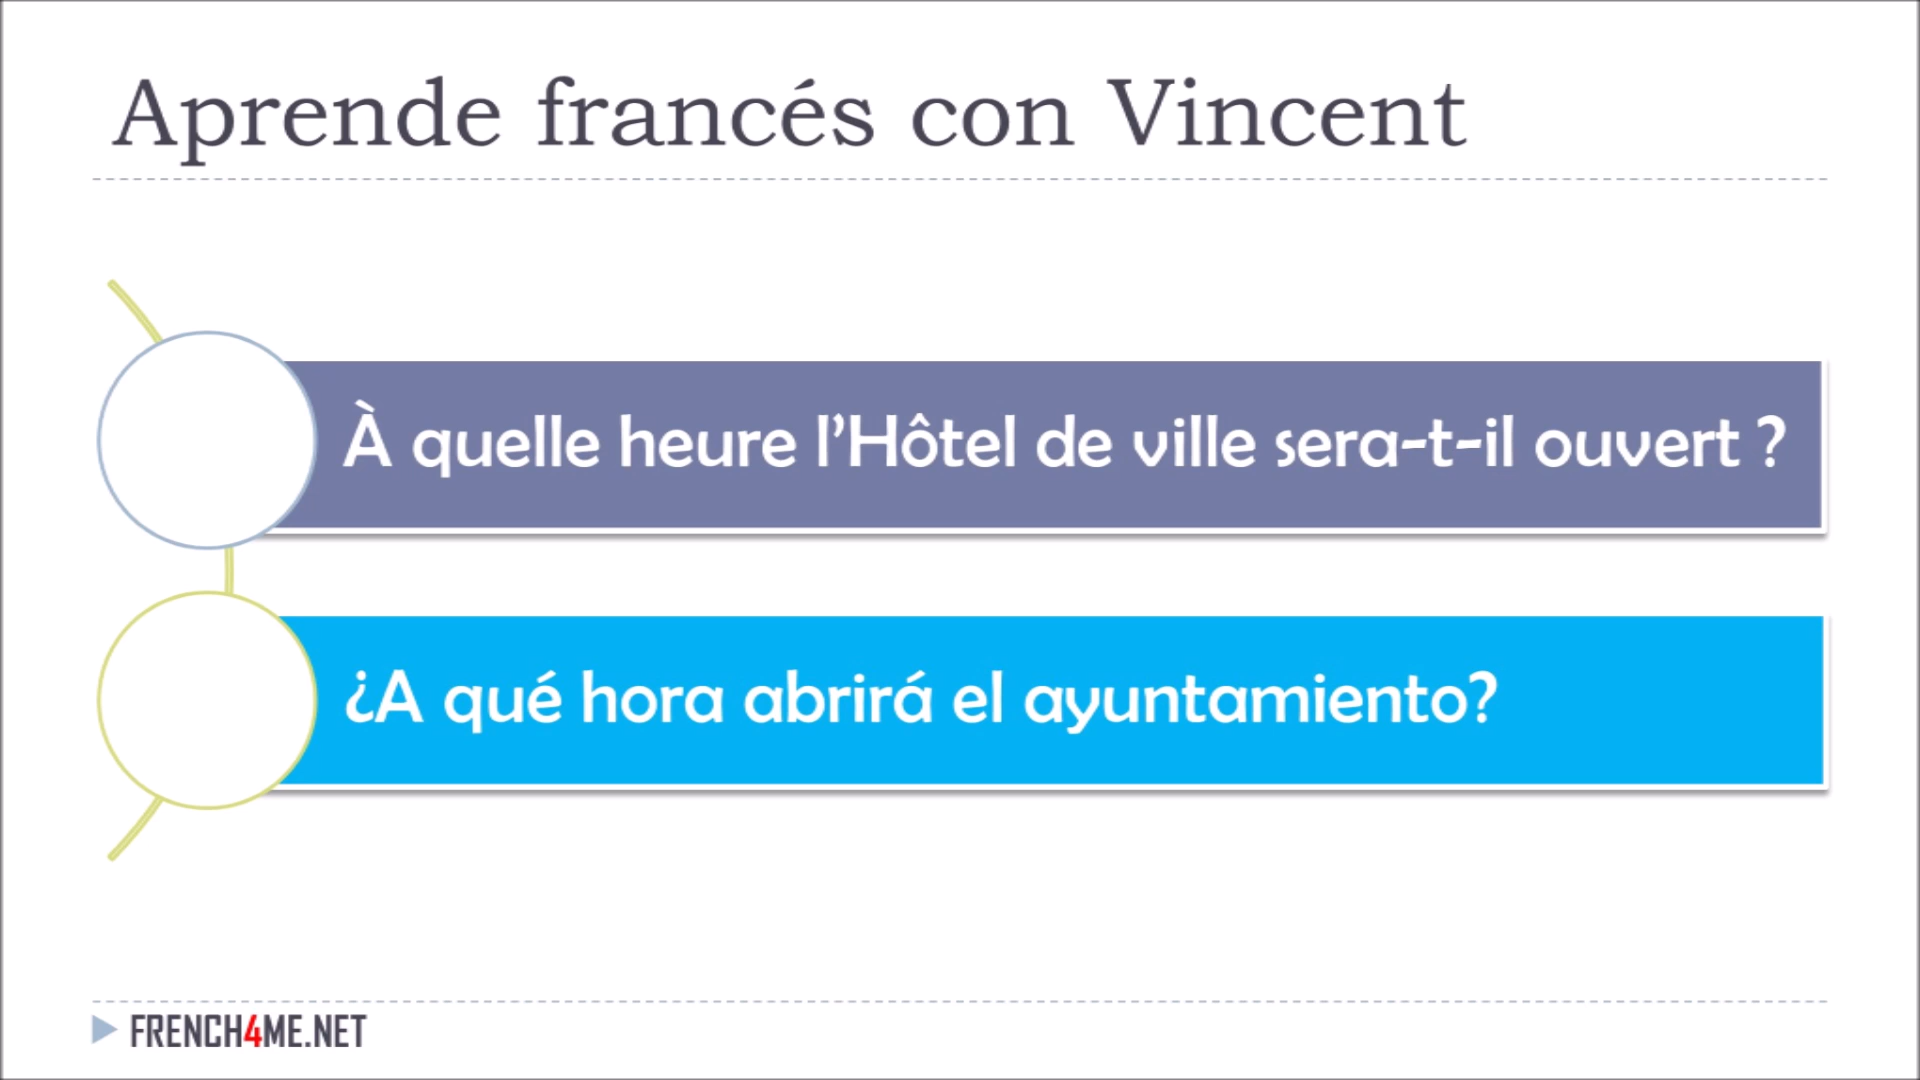 Aprende francés con Vincent
À quelle heure l’Hôtel de ville sera-t-il ouvert ?
¿A qué hora abrirá el ayuntamiento?
FRENCH4ME.NET